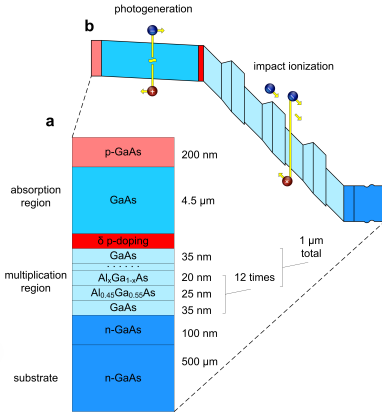 photogeneration
b
impact ionization
a
p-GaAs
200 nm
absorption
region
GaAs
4.5 µm
δ p-doping
GaAs
35 nm
1 µm
total
. . . . . .
multiplication
region
AlxGa1-xAs
20 nm
12 times
Al0.45Ga0.55As
25 nm
GaAs
35 nm
n-GaAs
100 nm
500 µm
substrate
n-GaAs